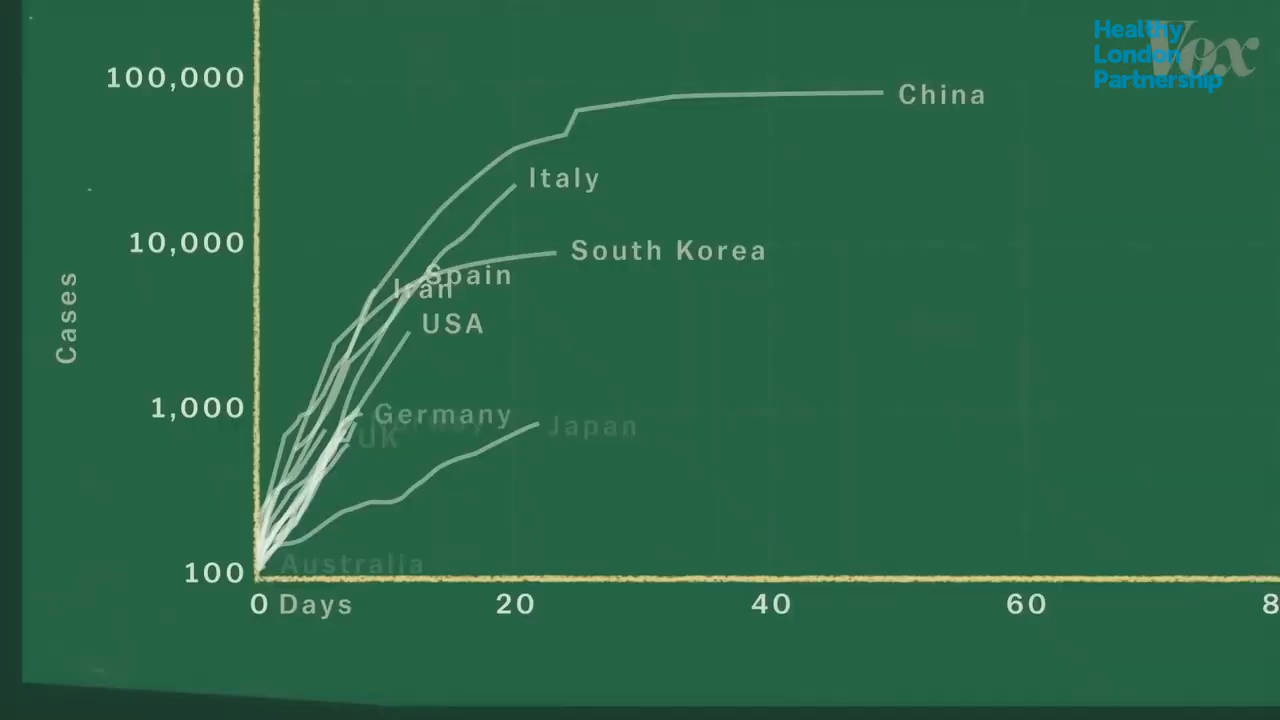 Healthy
London
Partnership
Vox
100,000
China
Italy
10,000
South Korea
Spain
Iran
Cases
USA
1,000
Germany
Japan
UK
Australia
100
0 Days 20 40 60 8